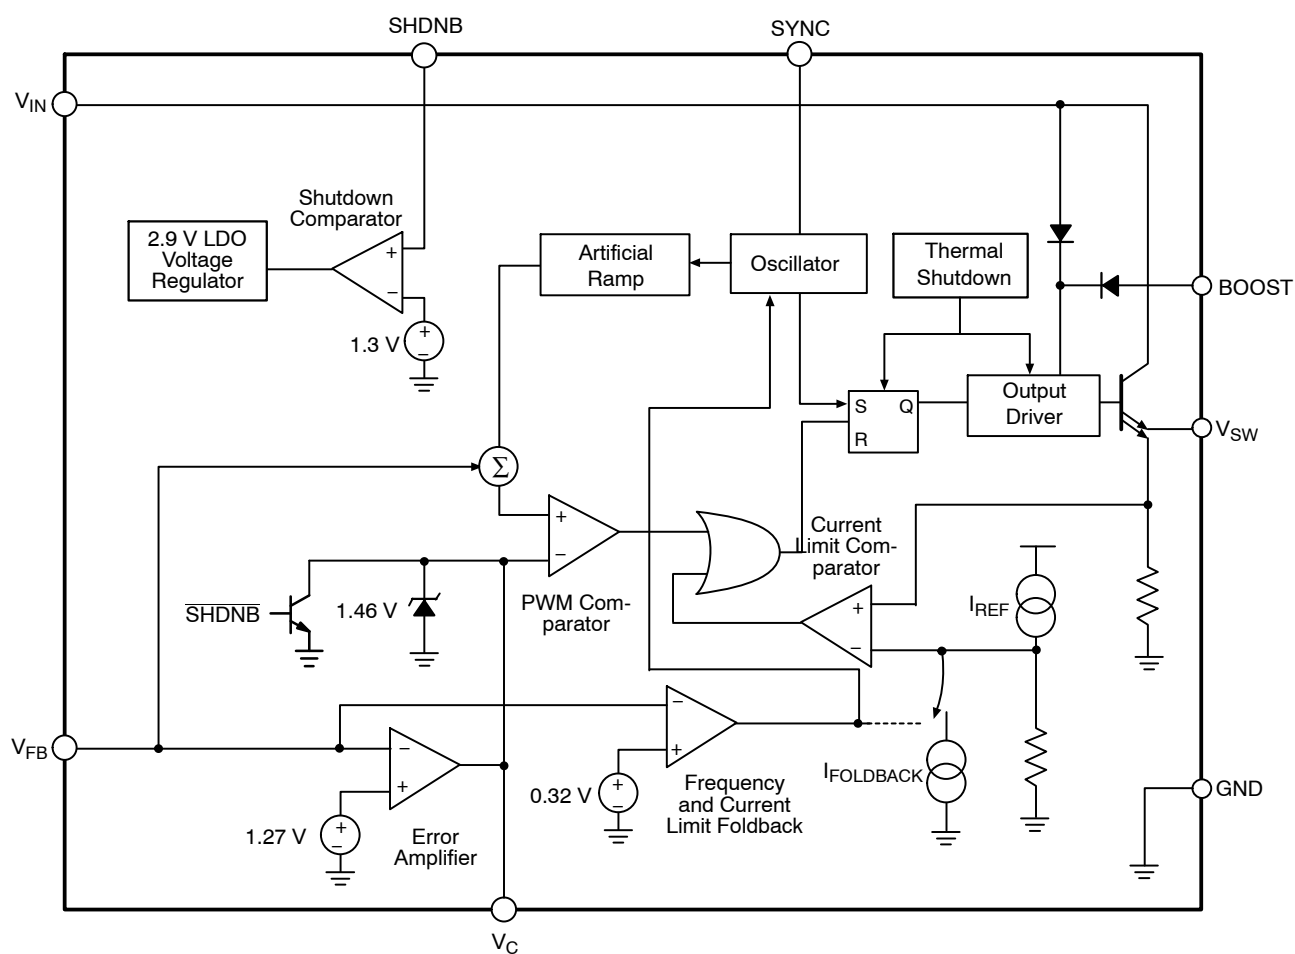 SHDNB
SYNC
VIN
Shutdown
Comparator
2.9 V LDO
Voltage
Regulator
+
−
1.3 V
+
−
Artificial
Ramp
Oscillator
Thermal
Shutdown
BOOST
S Q
R
Output
Driver
VSW
Σ
+
−
PWM Com-
parator
Current
Limit Com-
parator
+
−
IREF
SHDNB
1.46 V
VFB
−
+
1.27 V
+
−
Error
Amplifier
−
+
0.32 V
+
−
Frequency
and Current
Limit Foldback
IFOLDBACK
GND
VC